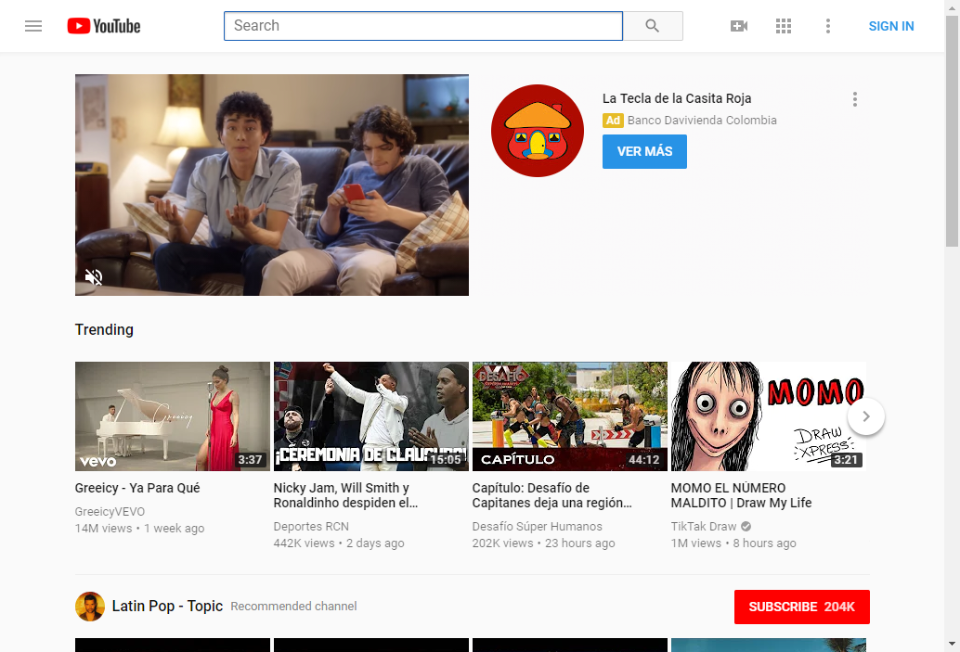 YouTube
Search
SIGN IN
La Tecla de la Casita Roja
Ad Banco Davivienda Colombia
VER MÁS
Trending
Greeicy
vevo
3:37
¡CEREMONIA DE CLAUSURA!
15:05
DESAFÍO
CAPÍTULO
44:12
MOMO
DRAW
XPRESS
3:21
Greeicy - Ya Para Qué
GreeicyVEVO
14M views • 1 week ago
Nicky Jam, Will Smith y
Ronaldinho despiden el...
Deportes RCN
442K views • 2 days ago
Capítulo: Desafío de
Capitanes deja una región...
Desafío Súper Humanos
202K views • 23 hours ago
MOMO EL NÚMERO
MALDITO | Draw My Life
TikTak Draw
1M views • 8 hours ago
Latin Pop - Topic Recommended channel
SUBSCRIBE 204K